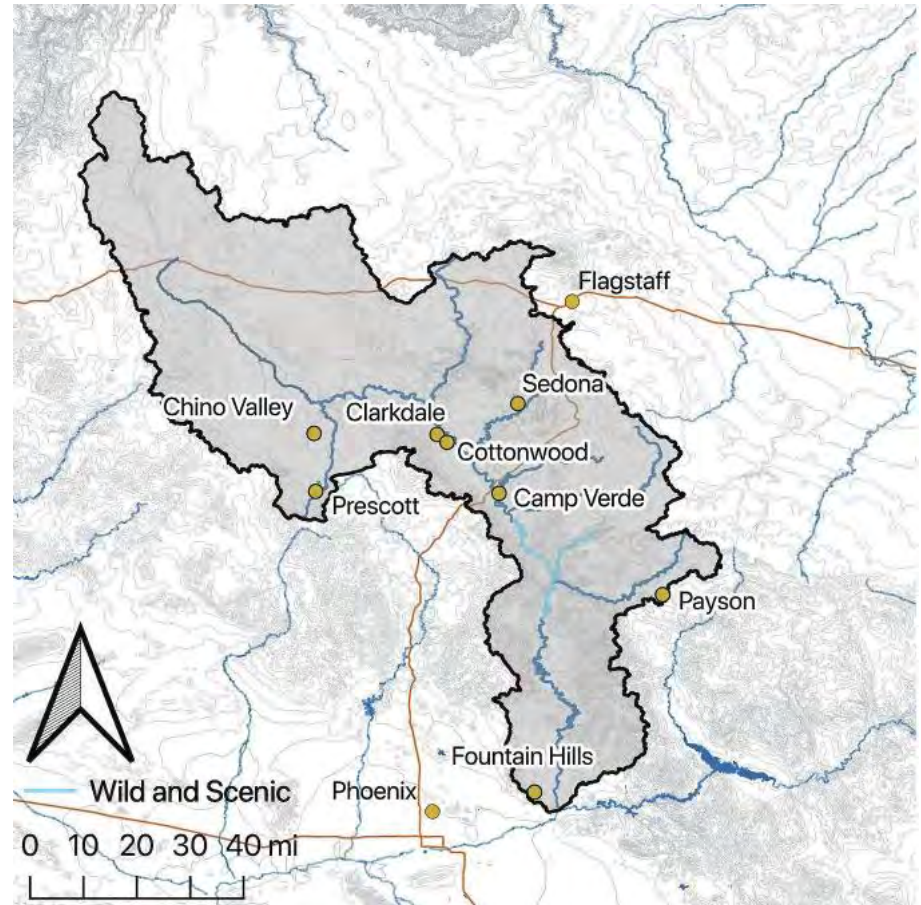 Flagstaff
Sedona
Chino Valley
Clarkdale
Cottonwood
Prescott
Camp Verde
Payson
Fountain Hills
Wild and Scenic
Phoenix
0 10 20 30 40 mi